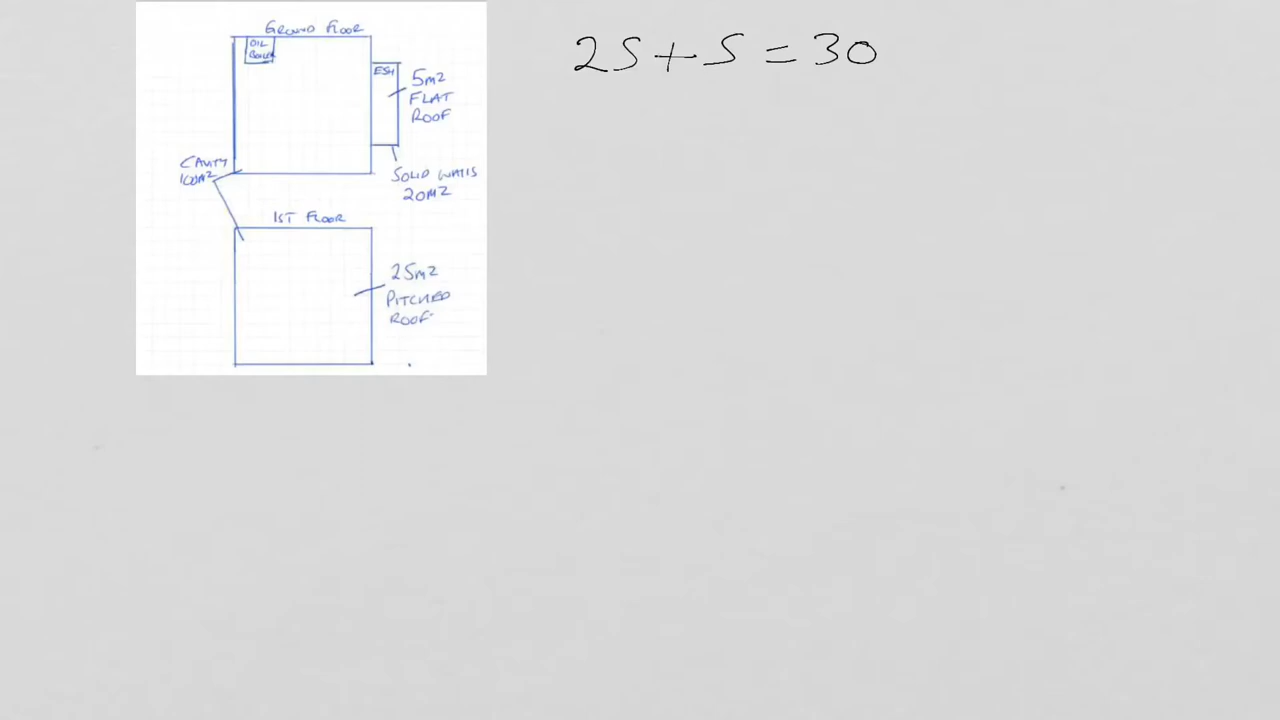 GROUND FLOOR
OIL
BOILER
ESH
5M2
FLAT
ROOF
CAVITY
100M2
SOLID WALLS
20M2
1ST FLOOR
25M2
PITCHED
ROOF
25+5=30